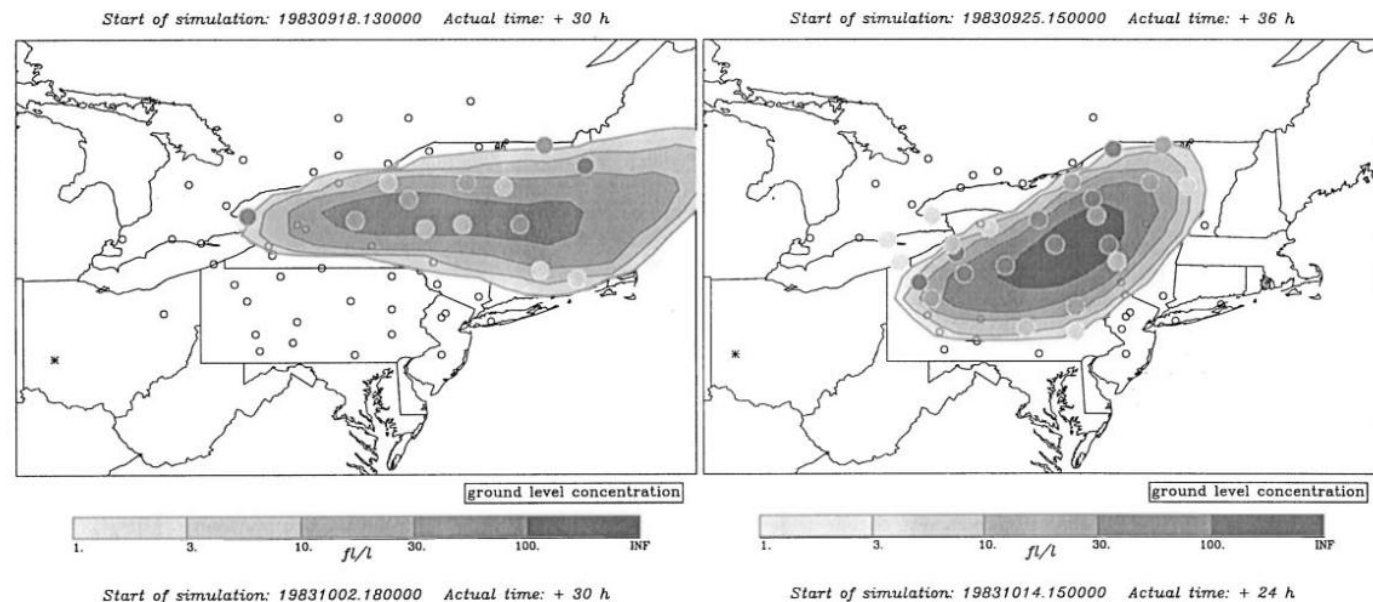 Start of simulation: 19830918.130000 Actual time: + 30 h
Start of simulation: 19830925.150000 Actual time: + 36 h
ground level concentration
ground level concentration
1. 3. 10. 30. 100. INF
fl/l
1. 3. 10. 30. 100. INF
fl/l
Start of simulation: 19831002.180000 Actual time: + 30 h
Start of simulation: 19831014.150000 Actual time: + 24 h